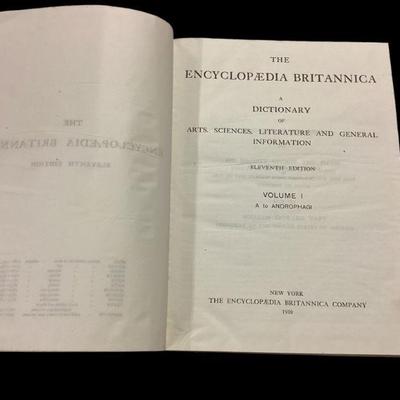 THE
ENCYCLOPÆDIA BRITANNICA
A
DICTIONARY
OF
ARTS, SCIENCES, LITERATURE AND GENERAL
INFORMATION
ELEVENTH EDITION
VOLUME I
A to ANDROPHAGI
NEW YORK
THE ENCYCLOPÆDIA BRITANNICA COMPANY
1910